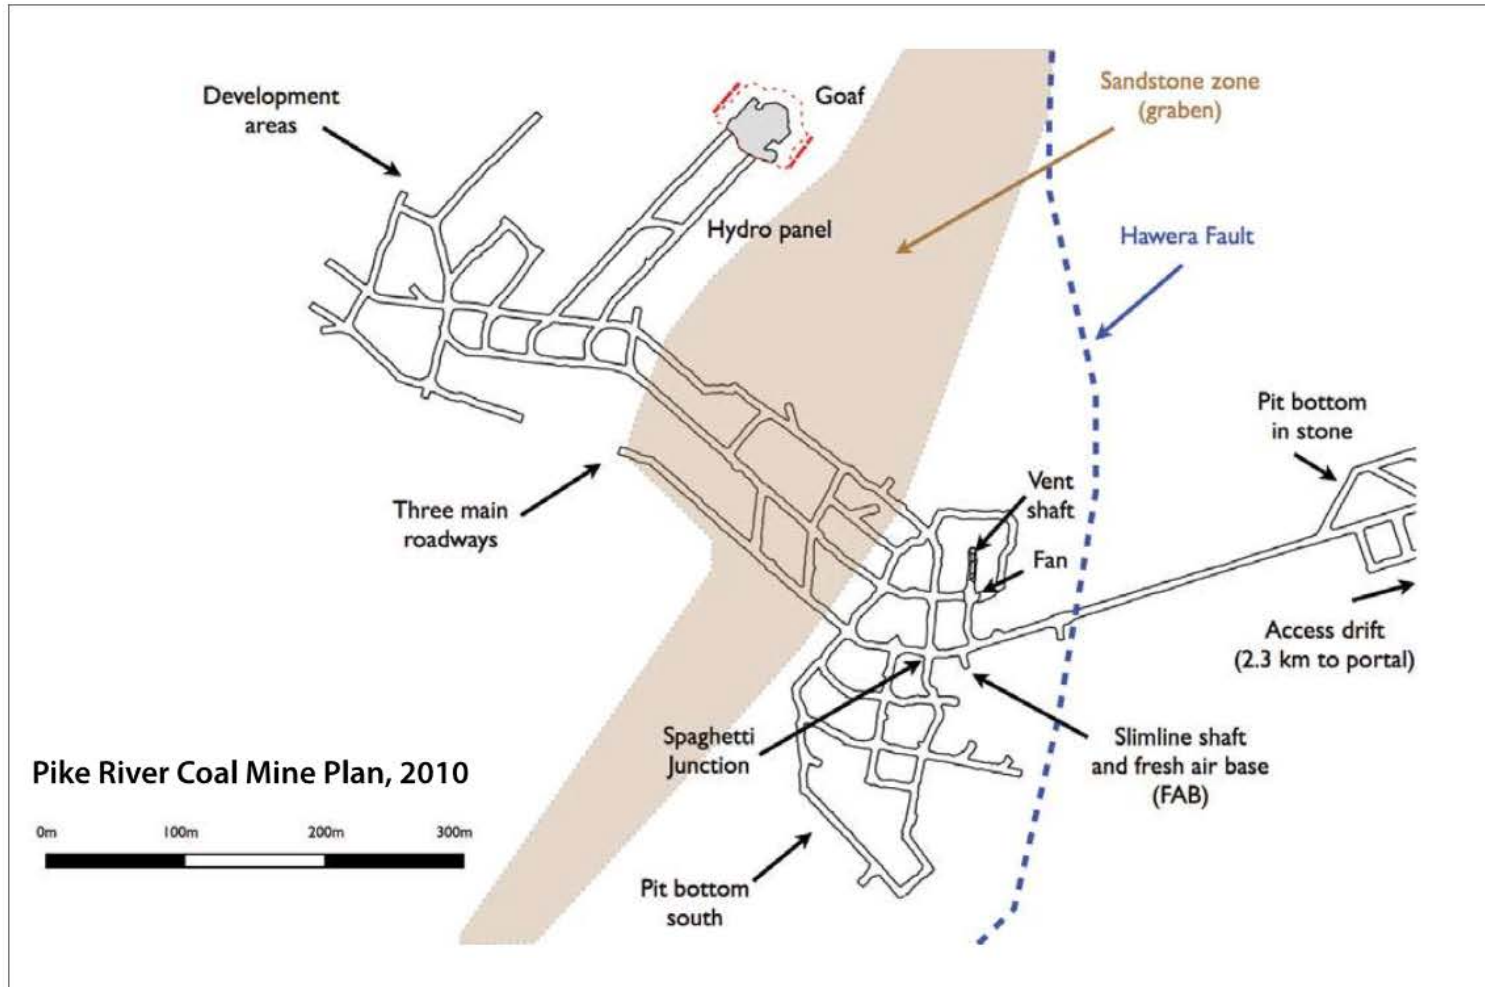 Development
areas
Goaf
Sandstone zone
(graben)
Hydro panel
Hawera Fault
Pit bottom
in stone
Three main
roadways
Vent
shaft
Fan
Access drift
(2.3 km to portal)
Spaghetti
Junction
Slimline shaft
and fresh air base
(FAB)
Pike River Coal Mine Plan, 2010
0m 100m 200m 300m
Pit bottom
south